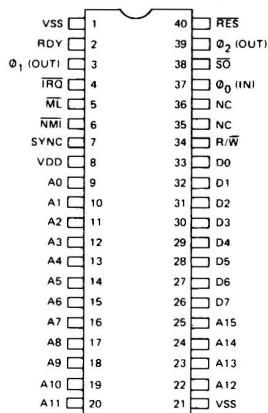 VSS 1 40 RES
RDY 2 39 Ø2 (OUT)
Ø1 (OUT) 3 38 SO
IRQ 4 37 Ø0 (IN)
ML 5 36 NC
NMI 6 35 NC
SYNC 7 34 R/W
VDD 8 33 D0
A0 9 32 D1
A1 10 31 D2
A2 11 30 D3
A3 12 29 D4
A4 13 28 D5
A5 14 27 D6
A6 15 26 D7
A7 16 25 A15
A8 17 24 A14
A9 18 23 A13
A10 19 22 A12
A11 20 21 VSS